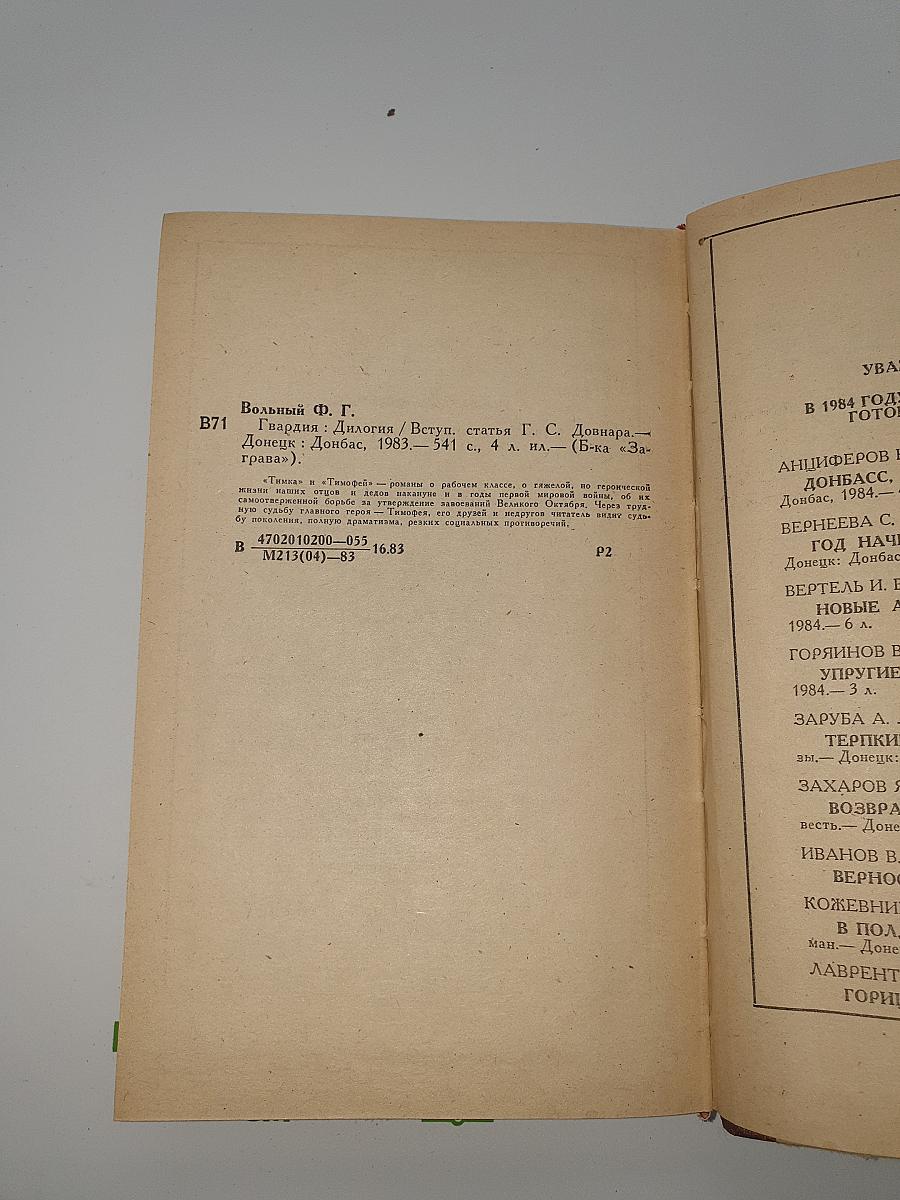 Вольный Ф. Г.
В71
Гвардия : Дилогия / Вступ. статья Г. С. Довнара.—
Донецк : Донбас, 1983.— 541 с., 4 л. ил.— (Б-ка «За-
грава»).
«Тимка» и «Тимофей» — романы о рабочем классе, о тяжелой, но героической
жизни наших отцов и дедов накануне и в годы первой мировой войны, об их
самоотверженной борьбе за утверждение завоеваний Великого Октября. Через труд-
ную судьбу главного героя — Тимофея, его друзей и недругов читатель видит судь-
бу поколения, полную драматизма, резких социальных противоречий.
В 4702010200—055 16.83 Р2
М213(04)—83
УВА
В 1984 ГОДУ
ГОТО
АНЦИФЕРОВ
ДОНБАСС,
Донбас, 1984.—
ВЕРНЕЕВА С.
ГОД НАЧ
Донецк: Донбас
ВЕРТЕЛЬ И.
НОВЫЕ
1984.— 6 л.
ГОРЯИНОВ В
УПРУГИЕ
1984.— 3 л.
ЗАРУБА А.
ТЕРПКИ
зы.— Донецк:
ЗАХАРОВ Я
ВОЗВРА
весть.— Доне
ИВАНОВ В.
ВЕРНОС
КОЖЕВНИ
В ПОЛ
ман.— Доне
ЛАВРЕНТ
ГОРИ